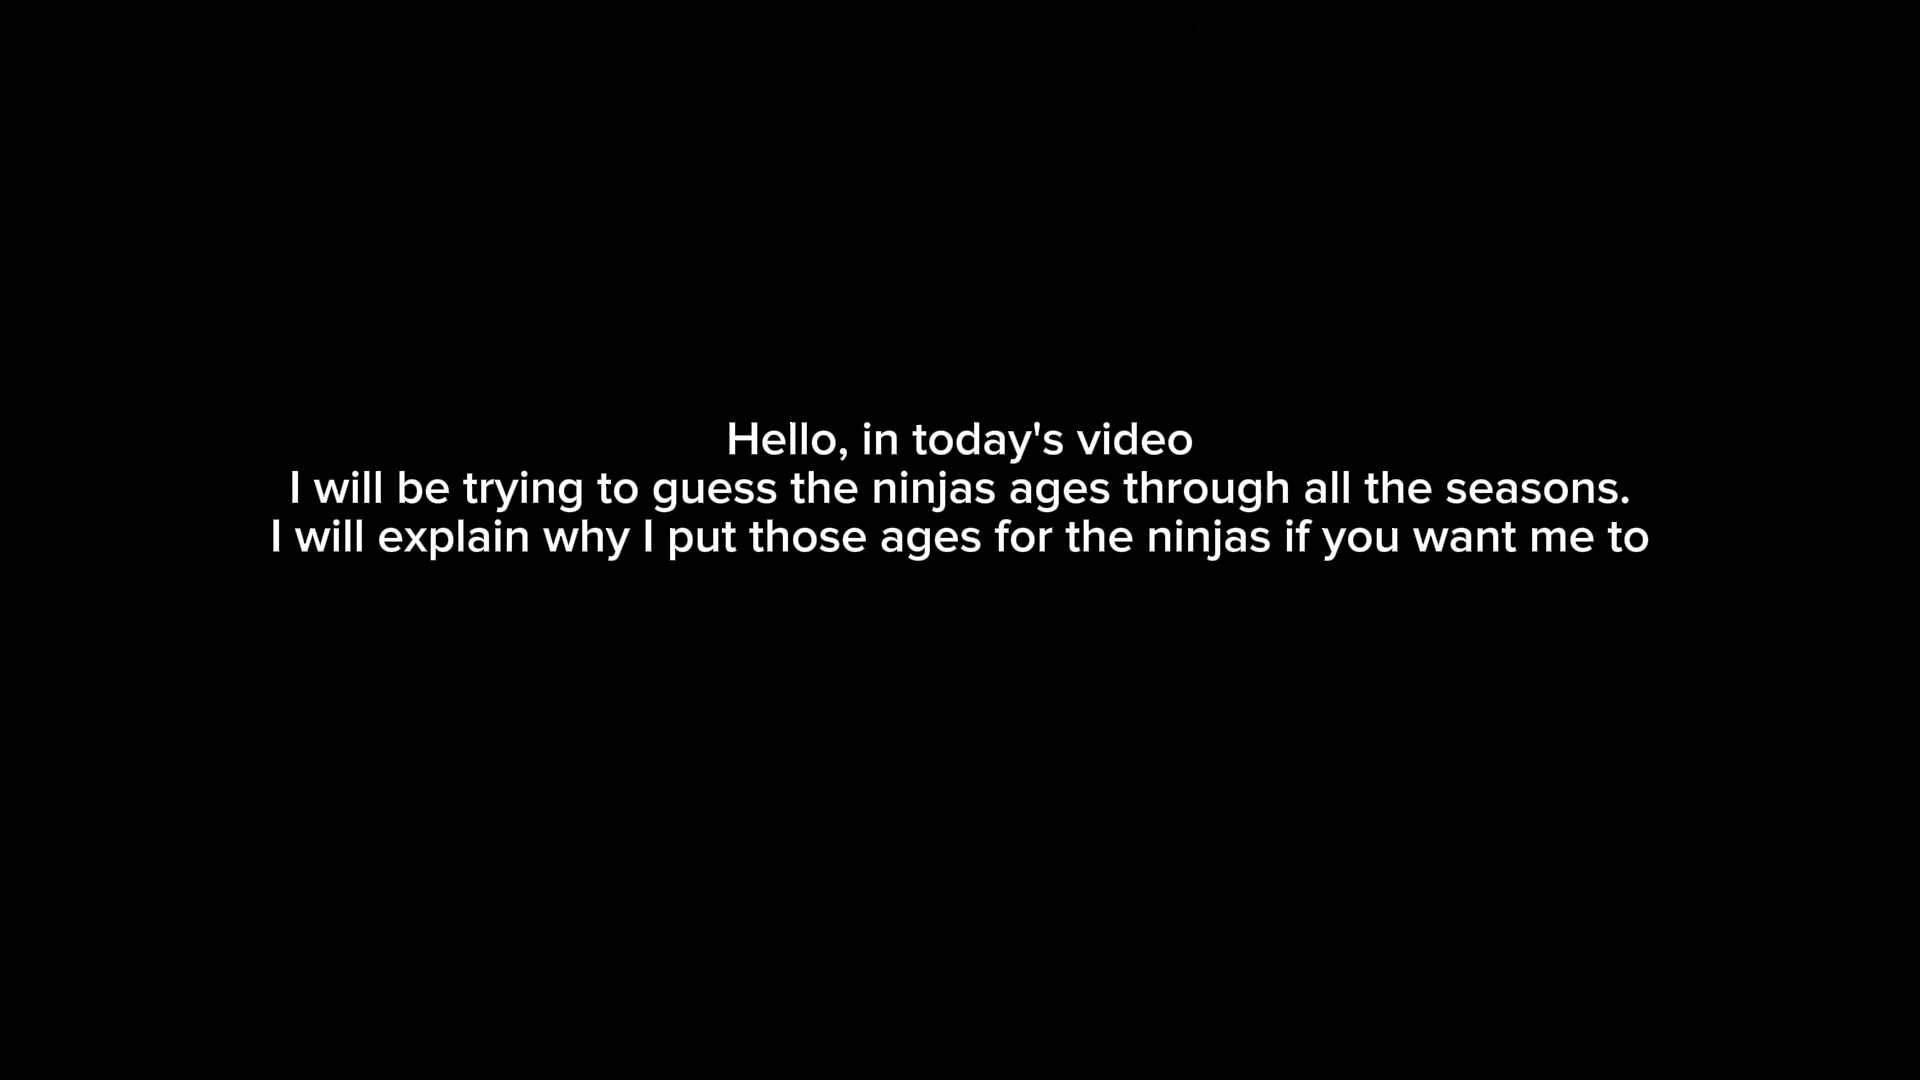 Hello, in today's video
I will be trying to guess the ninjas ages through all the seasons.
I will explain why I put those ages for the ninjas if you want me to